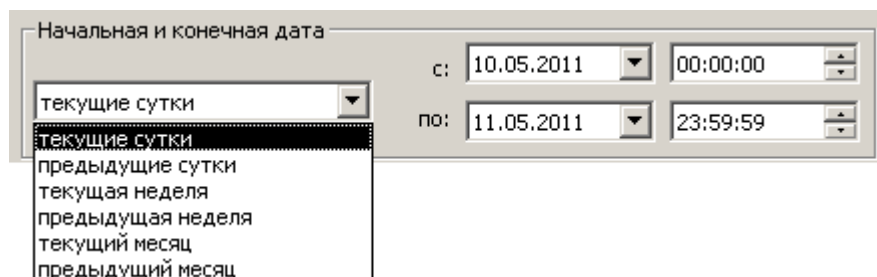 Начальная и конечная дата
с: 10.05.2011 00:00:00
текущие сутки
по: 11.05.2011 23:59:59
текущие сутки
предыдущие сутки
текущая неделя
предыдущая неделя
текущий месяц
предыдущий месяц